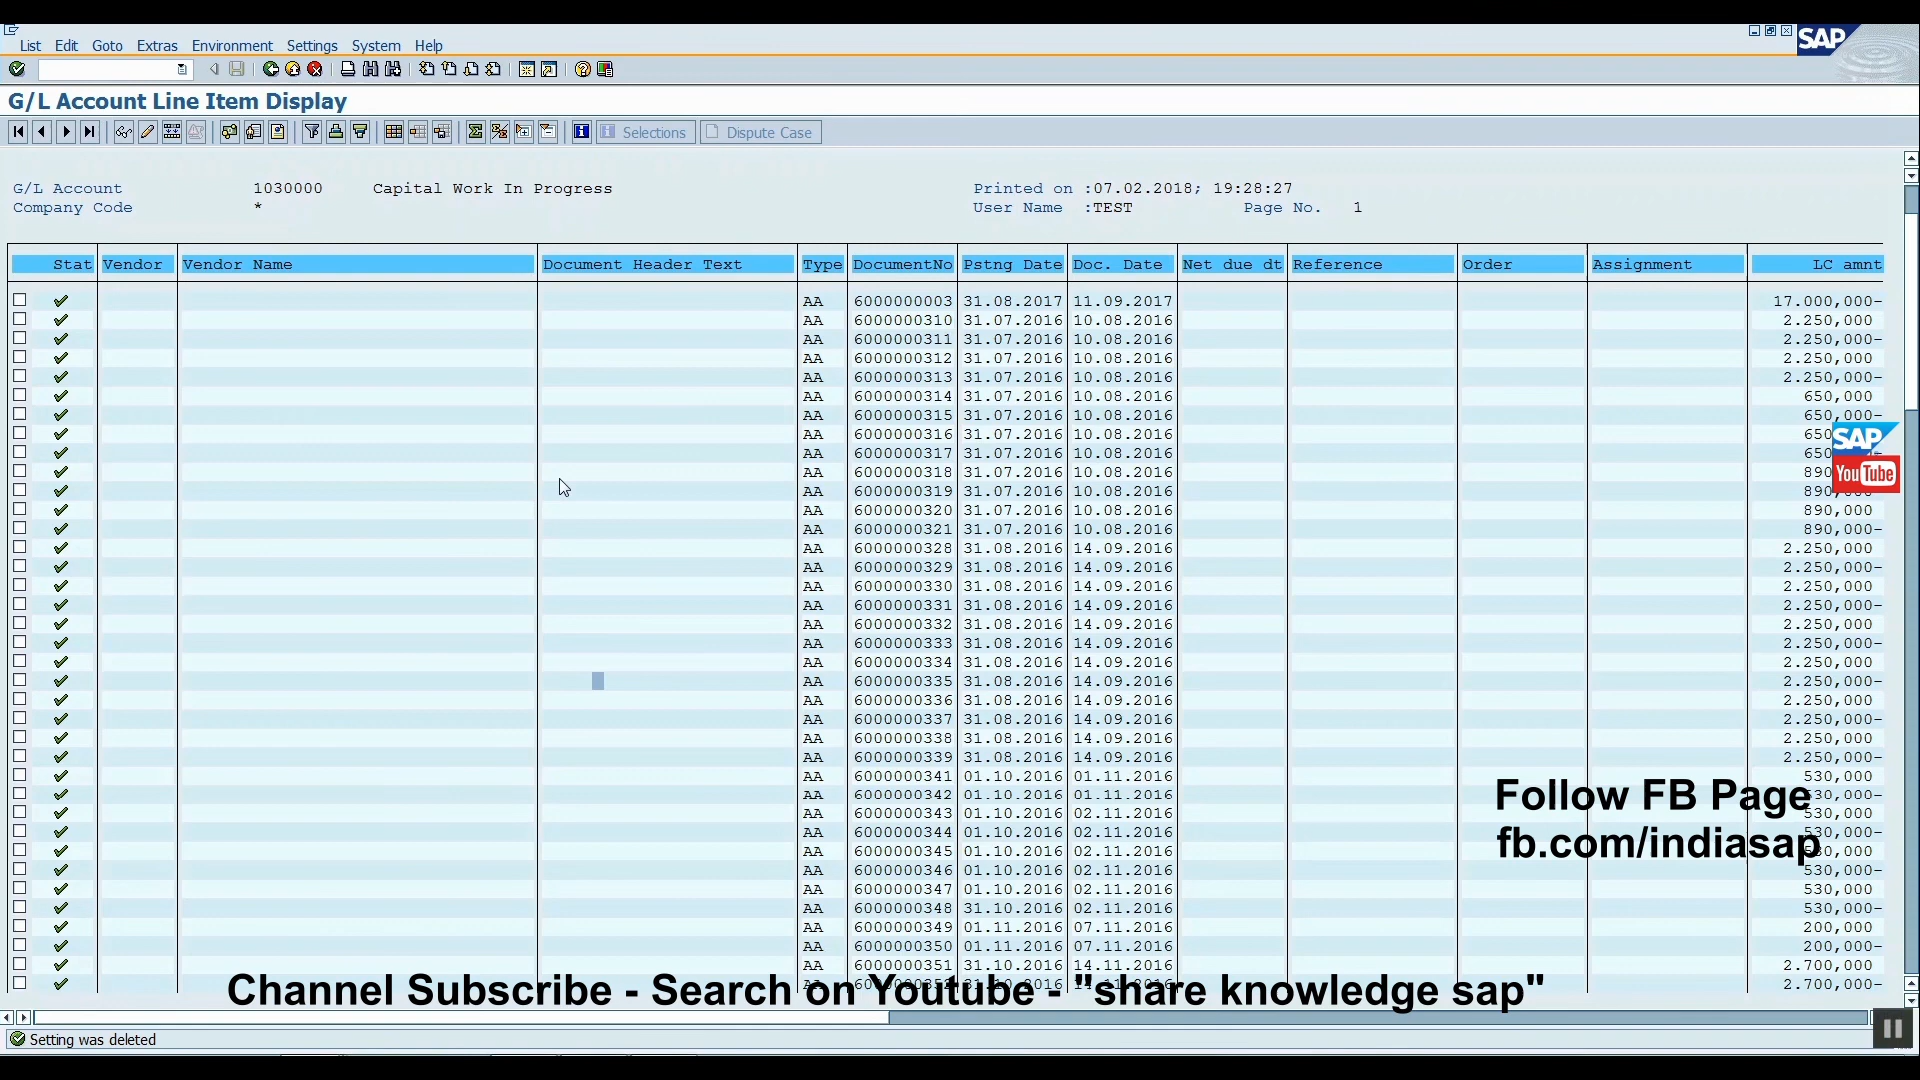 List Edit Goto Extras Environment Settings System Help
SAP
G/L Account Line Item Display
Selections Dispute Case
G/L Account 1030000 Capital Work In Progress Printed on :07.02.2018; 19:28:27
Company Code * User Name :TEST Page No. 1
Stat Vendor Vendor Name Document Header Text Type DocumentNo Pstng Date Doc. Date Net due dt Reference Order Assignment LC amnt
AA 6000000003 31.08.2017 11.09.2017 17.000,000-
AA 6000000310 31.07.2016 10.08.2016 2.250,000
AA 6000000311 31.07.2016 10.08.2016 2.250,000-
AA 6000000312 31.07.2016 10.08.2016 2.250,000
AA 6000000313 31.07.2016 10.08.2016 2.250,000-
AA 6000000314 31.07.2016 10.08.2016 650,000
AA 6000000315 31.07.2016 10.08.2016 650,000-
AA 6000000316 31.07.2016 10.08.2016
AA 6000000317 31.07.2016 10.08.2016
AA 6000000318 31.07.2016 10.08.2016
AA 6000000319 31.07.2016 10.08.2016
SAP
YouTube
AA 6000000320 31.07.2016 10.08.2016 890,000
AA 6000000321 31.07.2016 10.08.2016 890,000-
AA 6000000328 31.08.2016 14.09.2016 2.250,000
AA 6000000329 31.08.2016 14.09.2016 2.250,000-
AA 6000000330 31.08.2016 14.09.2016 2.250,000
AA 6000000331 31.08.2016 14.09.2016 2.250,000-
AA 6000000332 31.08.2016 14.09.2016 2.250,000
AA 6000000333 31.08.2016 14.09.2016 2.250,000-
AA 6000000334 31.08.2016 14.09.2016 2.250,000
AA 6000000335 31.08.2016 14.09.2016 2.250,000-
AA 6000000336 31.08.2016 14.09.2016 2.250,000
AA 6000000337 31.08.2016 14.09.2016 2.250,000-
AA 6000000338 31.08.2016 14.09.2016 2.250,000
AA 6000000339 31.08.2016 14.09.2016 2.250,000-
AA 6000000341 01.10.2016 01.11.2016 530,000
AA 6000000342 01.10.2016 01.11.2016 530,000-
AA 6000000343 01.10.2016 02.11.2016 530,000
AA 6000000344 01.10.2016 02.11.2016 530,000-
AA 6000000345 01.10.2016 02.11.2016
AA 6000000346 01.10.2016 02.11.2016 530,000-
AA 6000000347 01.10.2016 02.11.2016 530,000
AA 6000000348 31.10.2016 02.11.2016 530,000-
AA 6000000349 01.11.2016 07.11.2016 200,000
AA 6000000350 01.11.2016 07.11.2016 200,000-
AA 6000000351 31.10.2016 14.11.2016 2.700,000
2.700,000-
Follow FB Page
fb.com/indiasap
Channel Subscribe - Search on Youtube - "share knowledge sap"
Setting was deleted